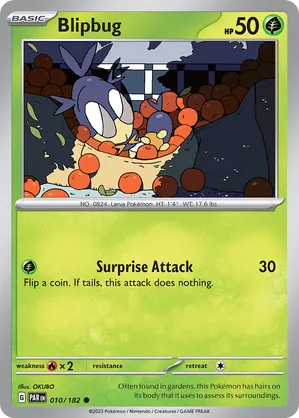 BASIC
Blipbug
HP 50
NO. 0824 Larva Pokémon HT: 1'4" WT: 17.6 lbs.
Surprise Attack 30
Flip a coin. If tails, this attack does nothing.
weakness ×2 resistance retreat
Illus. OKUBO
G PAR EN 010/182
Often found in gardens, this Pokémon has hairs on
its body that it uses to assess its surroundings.
©2023 Pokémon / Nintendo / Creatures / GAME FREAK